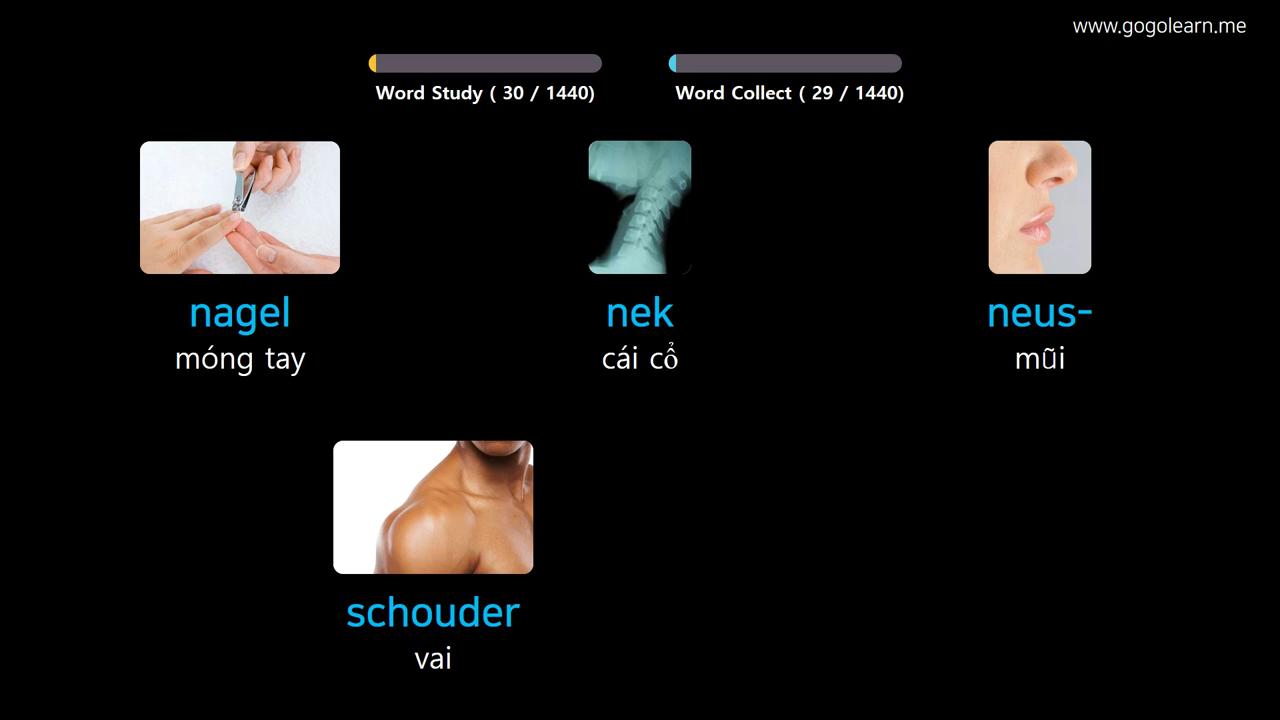 www.gogolearn.me
Word Study ( 30 / 1440)
Word Collect ( 29 / 1440)
nagel
móng tay
nek
cái cổ
neus-
mũi
schouder
vai